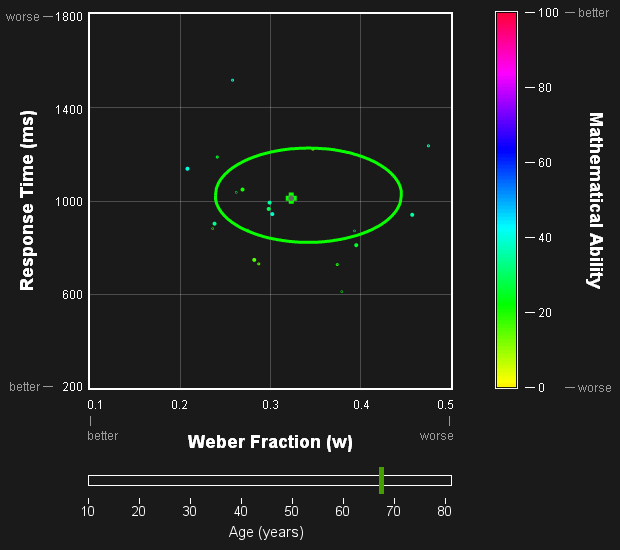 worse
1800
1400
1000
600
better
200
Response Time (ms)
0.1
0.2
0.3
0.4
0.5
better
worse
Weber Fraction (w)
10
20
30
40
50
60
70
80
Age (years)
100
better
80
60
40
20
0
worse
Mathematical Ability